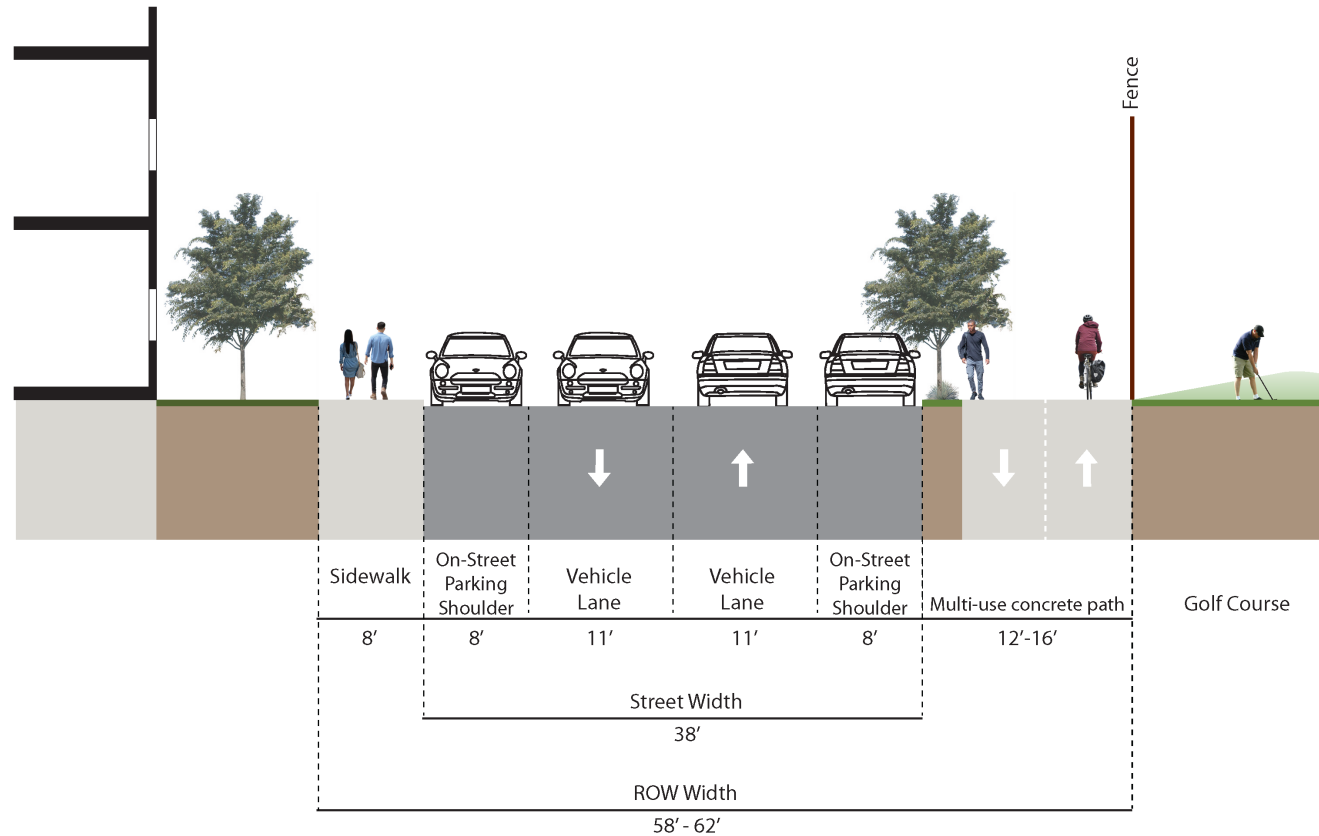 Fence
Sidewalk
On-Street
Parking
Shoulder
Vehicle
Lane
Vehicle
Lane
On-Street
Parking
Shoulder
Multi-use concrete path
Golf Course
8’
8’
11’
11’
8’
12’-16’
Street Width
38’
ROW Width
58’ - 62’